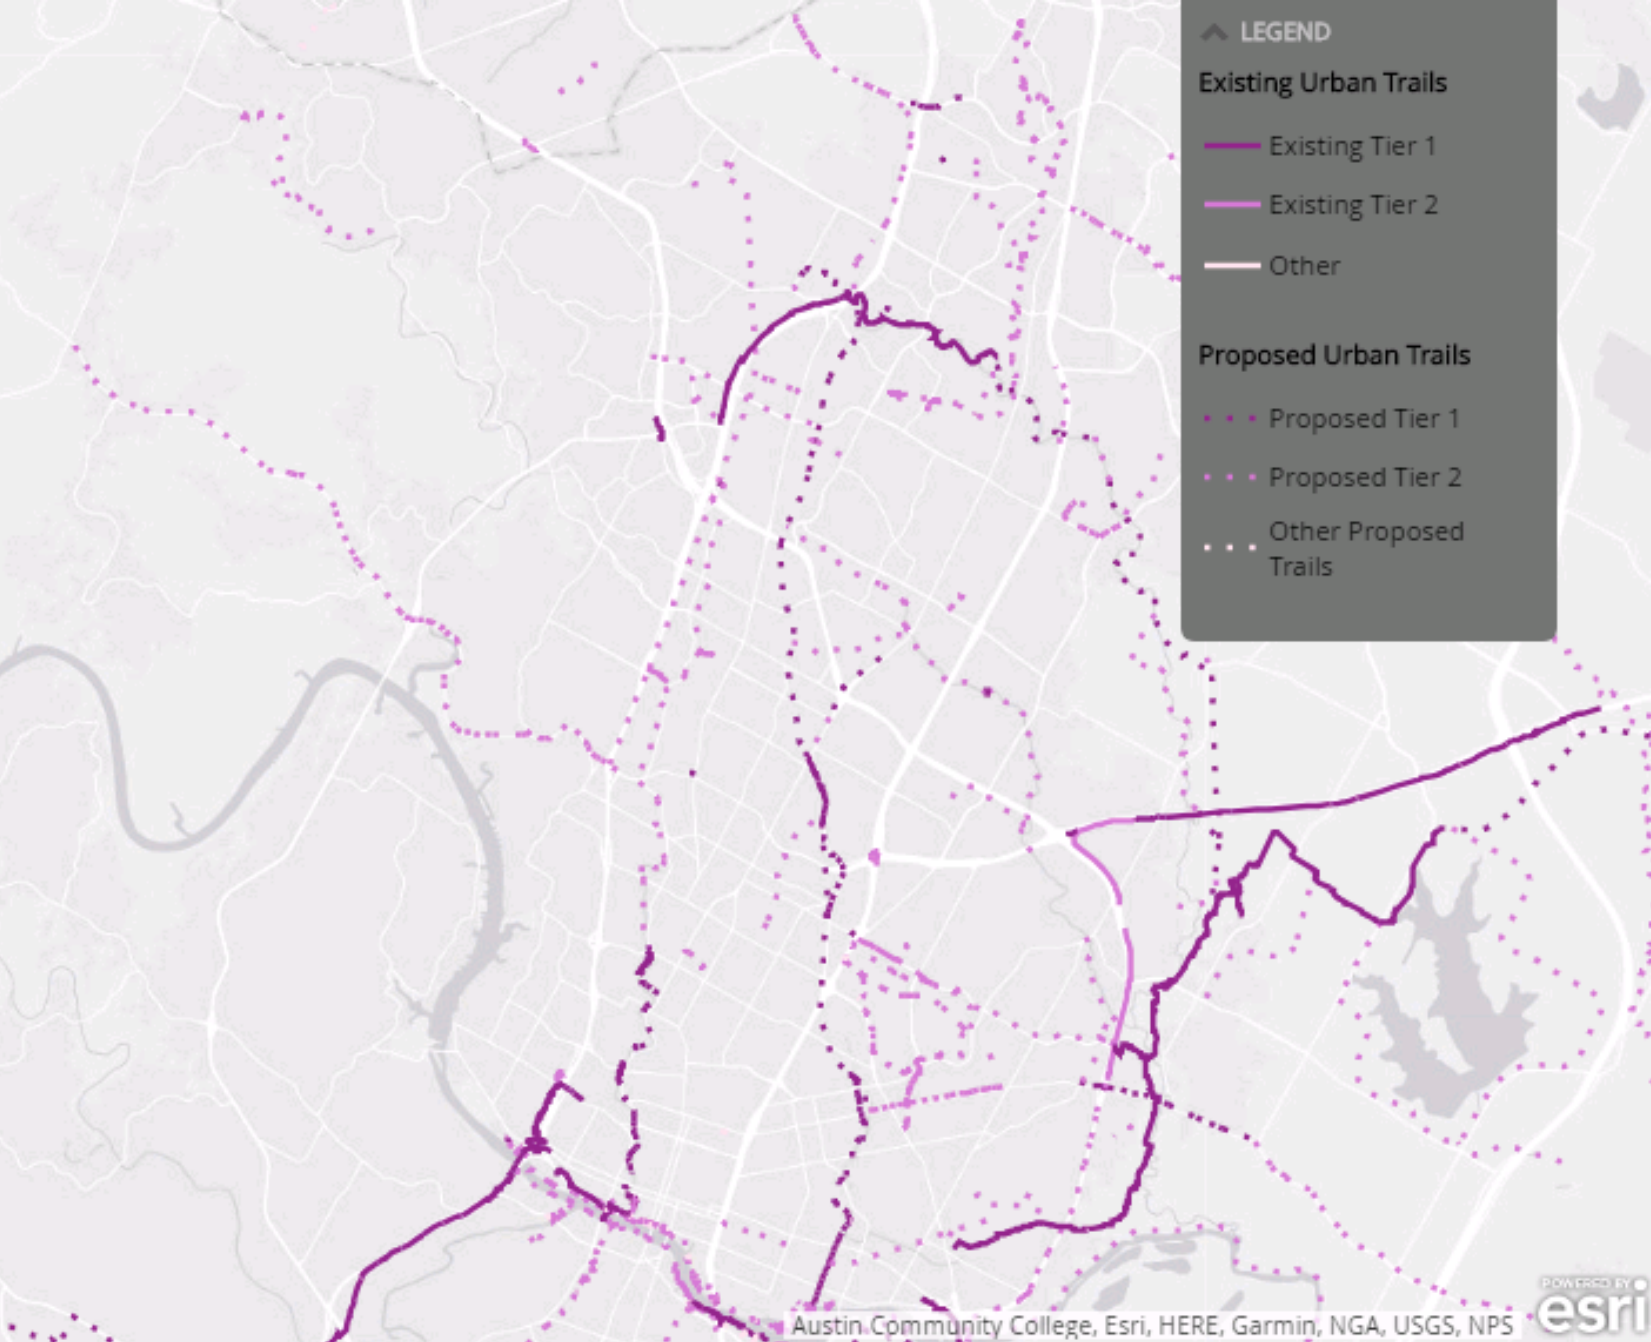 LEGEND
Existing Urban Trails
Existing Tier 1
Existing Tier 2
Other
Proposed Urban Trails
Proposed Tier 1
Proposed Tier 2
Other Proposed
Trails
POWERED BY
esri
Austin Community College, Esri, HERE, Garmin, NGA, USGS, NPS